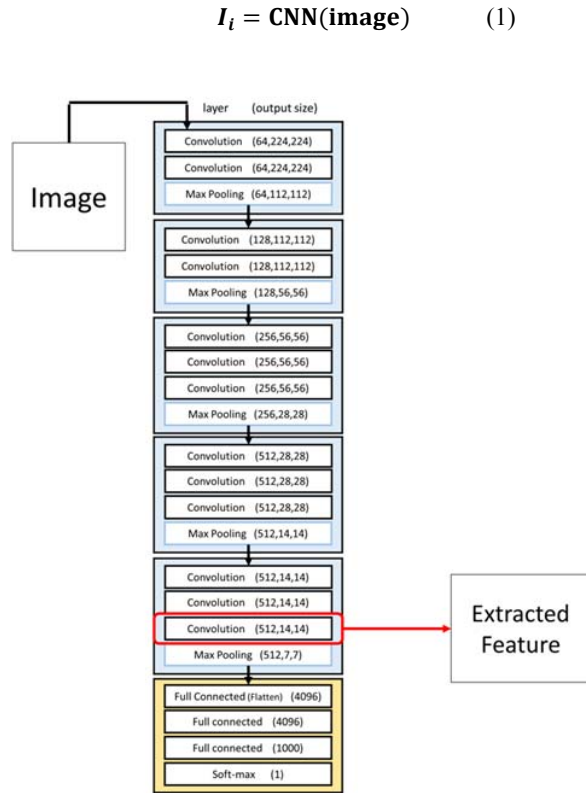 I_i = CNN(image) (1)
layer (output size)
Image
Convolution (64,224,224)
Convolution (64,224,224)
Max Pooling (64,112,112)
Convolution (128,112,112)
Convolution (128,112,112)
Max Pooling (128,56,56)
Convolution (256,56,56)
Convolution (256,56,56)
Convolution (256,56,56)
Max Pooling (256,28,28)
Convolution (512,28,28)
Convolution (512,28,28)
Convolution (512,28,28)
Max Pooling (512,14,14)
Convolution (512,14,14)
Convolution (512,14,14)
Convolution (512,14,14)
Max Pooling (512,7,7)
Extracted
Feature
Full Connected (Flatten) (4096)
Full connected (4096)
Full connected (1000)
Soft-max (1)